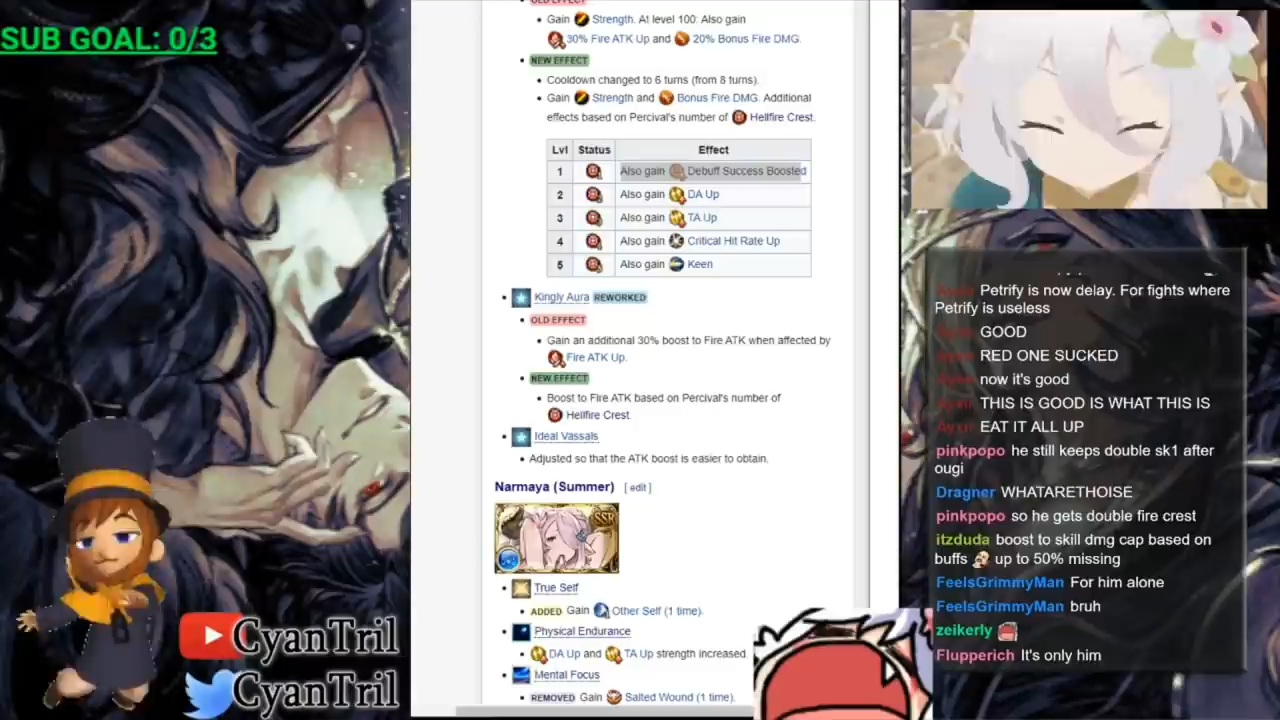 SUB GOAL: 0/3
OLD EFFECT
Gain Strength. At level 100: Also gain
30% Fire ATK Up and 20% Bonus Fire DMG.
NEW EFFECT
Cooldown changed to 6 turns (from 8 turns).
Gain Strength and Bonus Fire DMG. Additional
effects based on Percival's number of Hellfire Crest.
Lvl Status Effect
1 Also gain Debuff Success Boosted
2 Also gain DA Up
3 Also gain TA Up
4 Also gain Critical Hit Rate Up
5 Also gain Keen
Kingly Aura REWORKED
OLD EFFECT
Gain an additional 30% boost to Fire ATK when affected by
Fire ATK Up.
NEW EFFECT
Boost to Fire ATK based on Percival's number of
Hellfire Crest.
Ideal Vassals
Adjusted so that the ATK boost is easier to obtain.
Narmaya (Summer) [ edit ]
SSR
True Self
ADDED Gain Other Self (1 time).
Physical Endurance
DA Up and TA Up strength increased.
Mental Focus
REMOVED Gain Salted Wound (1 time).
CyanTril
CyanTril
Petrify is now delay. For fights where
Petrify is useless
GOOD
RED ONE SUCKED
now it's good
THIS IS GOOD IS WHAT THIS IS
EAT IT ALL UP
pinkpopo he still keeps double sk1 after
ougi
Dragner WHATARETHOISE
pinkpopo so he gets double fire crest
itzduda boost to skill dmg cap based on
buffs up to 50% missing
FeelsGrimmyMan For him alone
FeelsGrimmyMan bruh
zeikerly
Flupperich It's only him